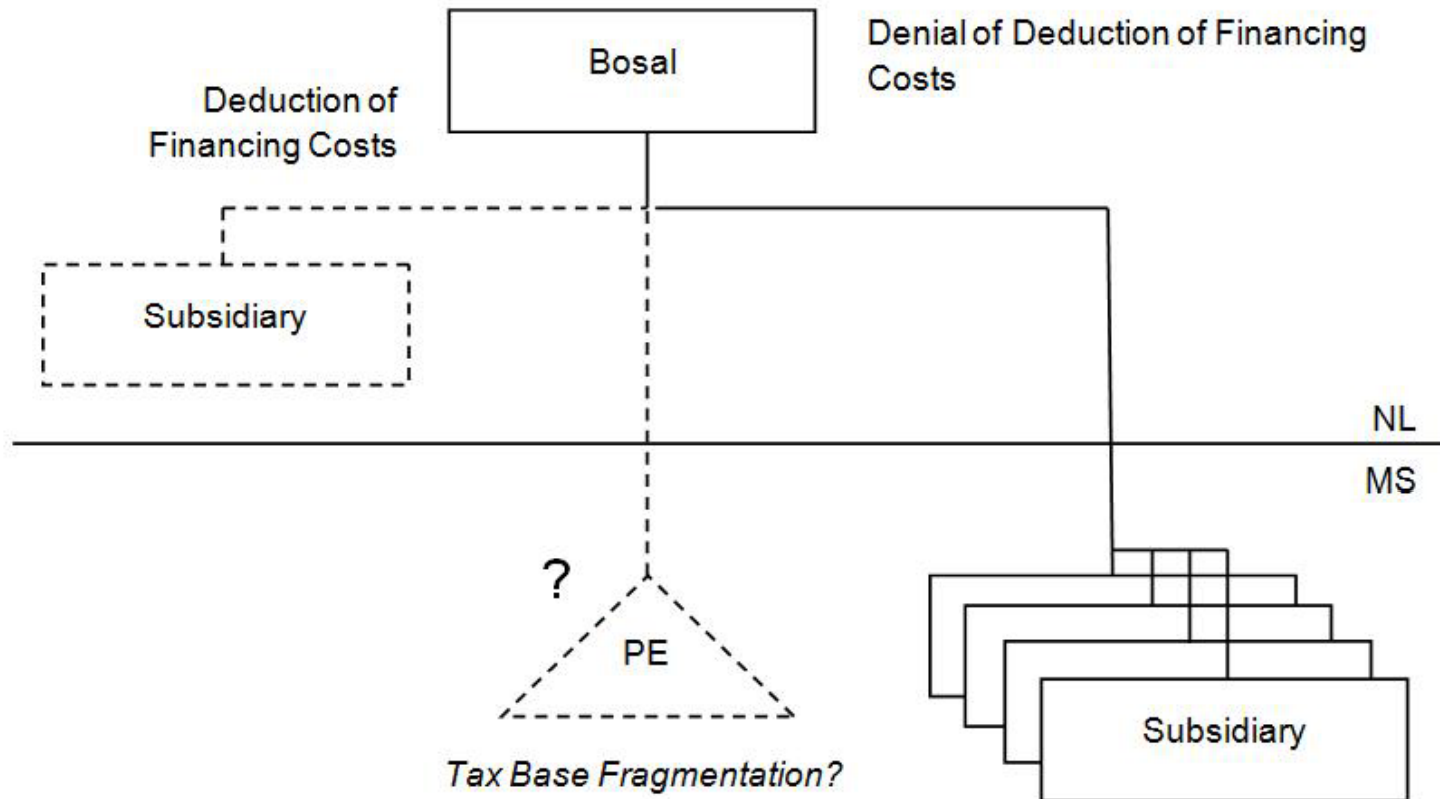 Bosal
Denial of Deduction of Financing
Costs
Deduction of
Financing Costs
Subsidiary
NL
MS
?
PE
Subsidiary
Tax Base Fragmentation?